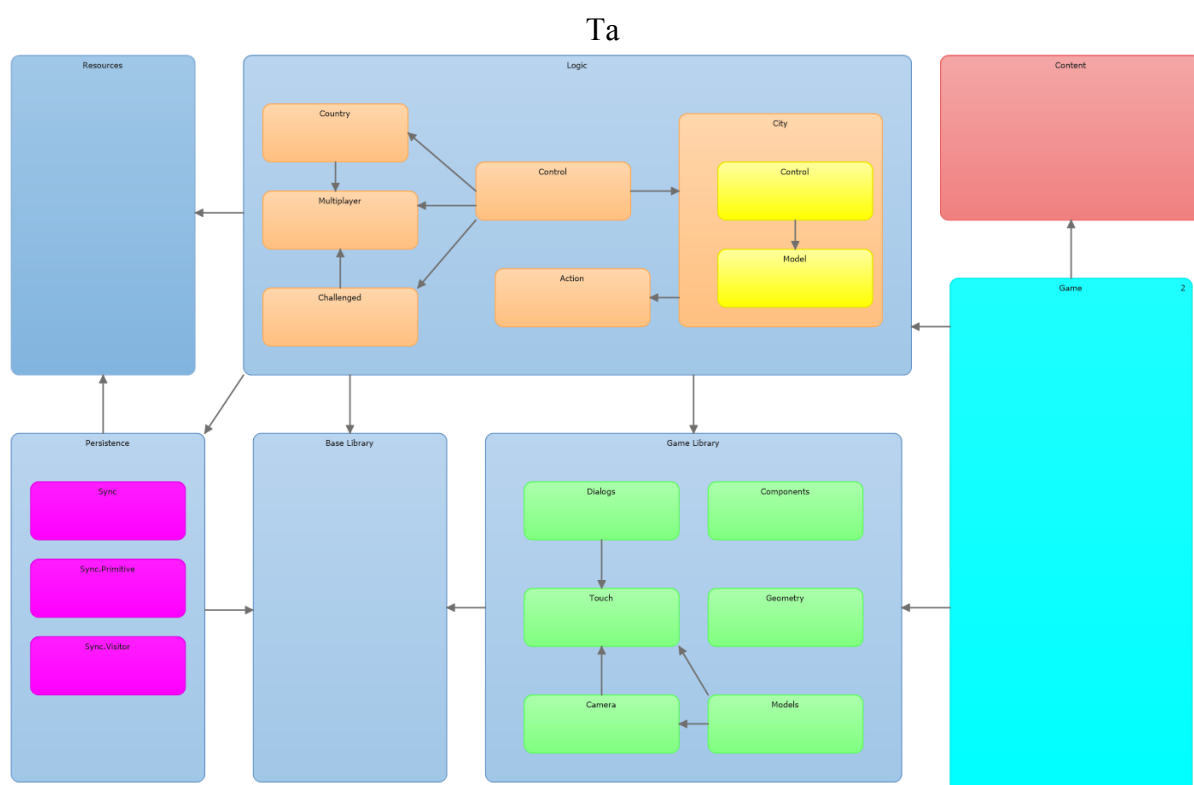 Ta
Resources
Logic
Content
Country
City
Control
Control
Multiplayer
Model
Action
Challenged
Game 2
Persistence
Base Library
Game Library
Sync
Dialogs
Components
Sync.Primitive
Touch
Geometry
Sync.Visitor
Camera
Models